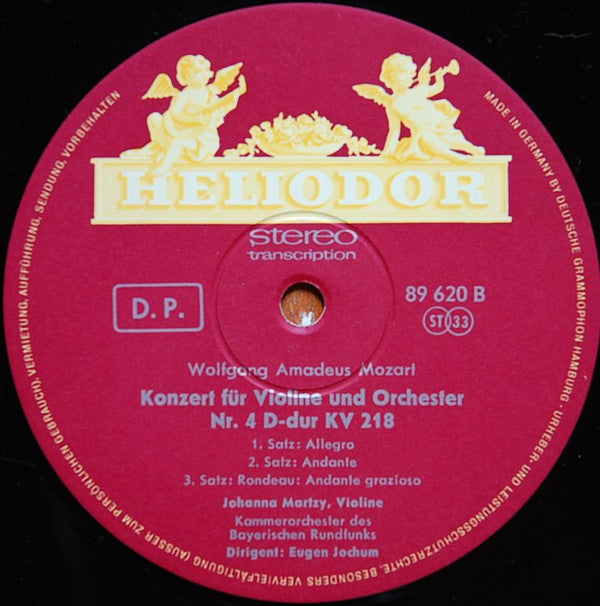 HELIODOR
stereo
transcription
D. P.
89 620 B
ST 33
Wolfgang Amadeus Mozart
Konzert für Violine und Orchester
Nr. 4 D-dur KV 218
1. Satz: Allegro
2. Satz: Andante
3. Satz: Rondeau: Andante grazioso
Johanna Martzy, Violine
Kammerorchester des
Bayerischen Rundfunks
Dirigent: Eugen Jochum
MADE IN GERMANY BY DEUTSCHE GRAMMOPHON HAMBURG · URHEBER- UND LEISTUNGSSCHUTZRECHTE, BESONDERS VERVIELFÄLTIGUNG (AUSSER ZUM PERSÖNLICHEN GEBRAUCH), VERMIETUNG, AUFFÜHRUNG, SENDUNG, VORBEHALTEN